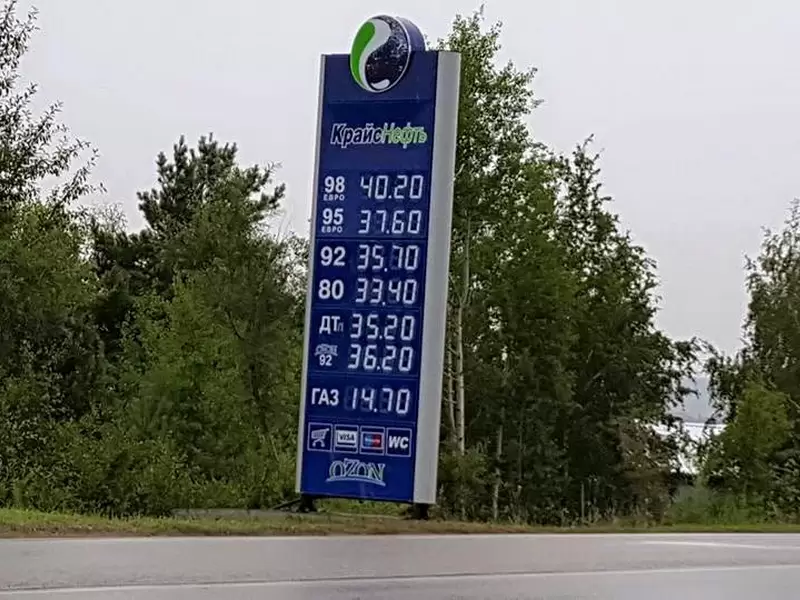 КрайсНефть
98 ЕВРО 40.20
95 ЕВРО 37.60
92 35.70
80 33.40
ДТл 35.20
92 36.20
ГАЗ 14.70
VISA WC
OZON